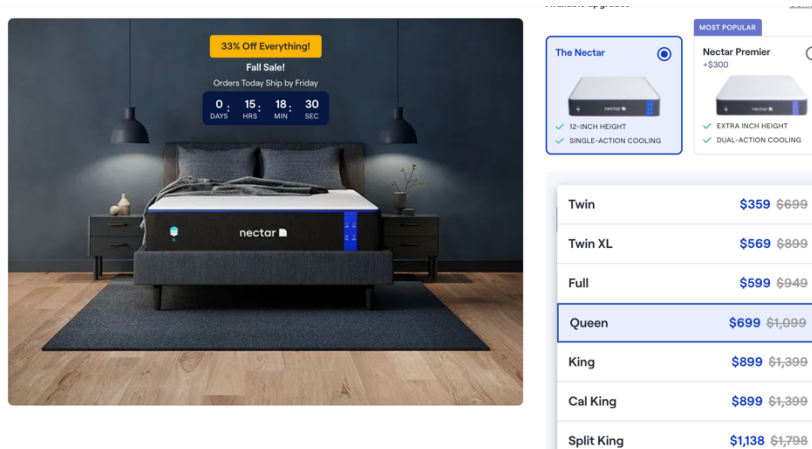 33% Off Everything!
Fall Sale!
Orders Today Ship by Friday
0 : 15 : 18 : 30
DAYS HRS MIN SEC
nectar
MOST POPULAR
The Nectar
nectar
12-INCH HEIGHT
SINGLE-ACTION COOLING
Nectar Premier
+$300
nectar
EXTRA INCH HEIGHT
DUAL-ACTION COOLING
Twin $359 $699
Twin XL $569 $899
Full $599 $949
Queen $699 $1,099
King $899 $1,399
Cal King $899 $1,399
Split King $1,138 $1,798